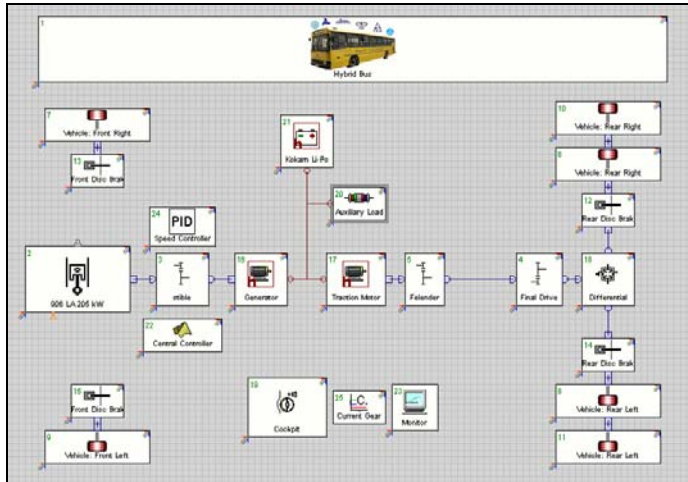 1
Hybrid Bus
7
Vehicle: Front Right
13
Front Disc Brak
21
Kokam Li-Po
10
Vehicle: Rear Right
6
Vehicle: Rear Right
12
Rear Disc Brak
20
Auxiliary Load
24
PID
Speed Controller
2
906 LA 205 kW
3
stible
16
Generator
17
Traction Motor
5
Felender
4
Final Drive
18
Differential
22
Central Controller
14
Rear Disc Brak
15
Front Disc Brak
9
Vehicle: Front Left
19
Cockpit
25
I.C.
Current Gear
23
Monitor
8
Vehicle: Rear Left
11
Vehicle: Rear Left